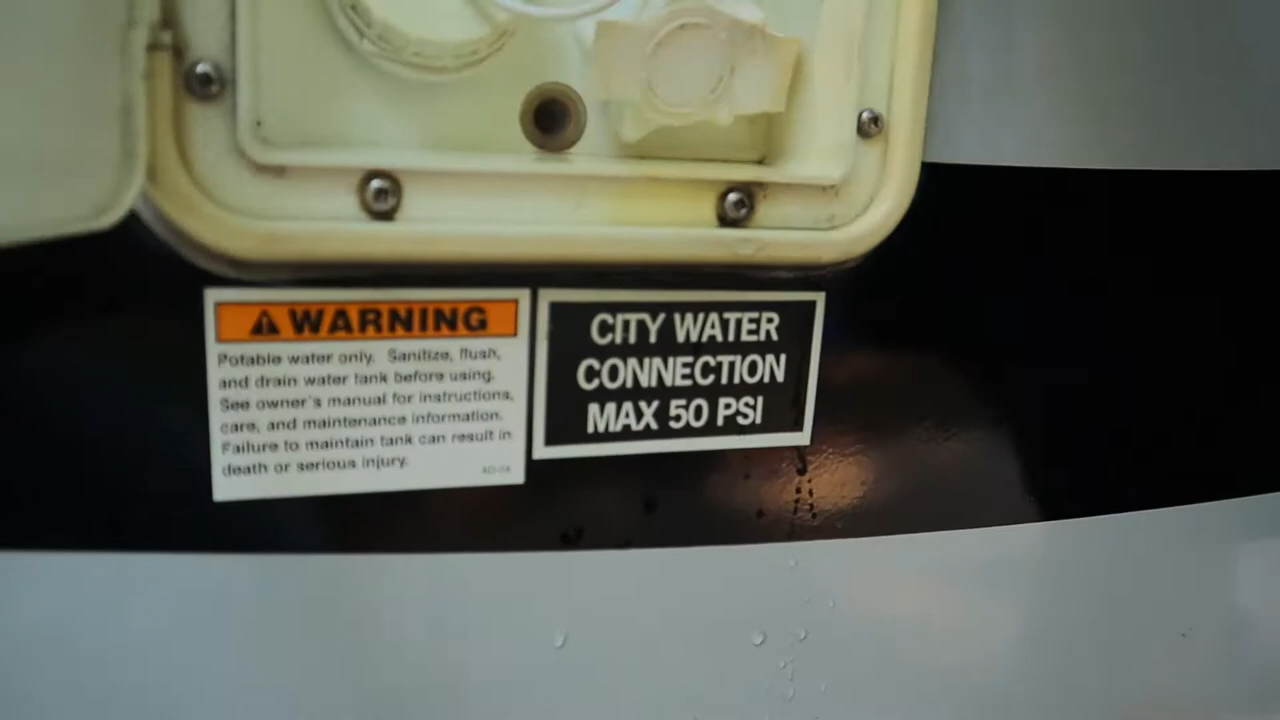 WARNING
Potable water only. Sanitize, flush,
and drain water tank before using.
See owner's manual for instructions,
care, and maintenance information.
Failure to maintain tank can result in
death or serious injury.
CITY WATER
CONNECTION
MAX 50 PSI